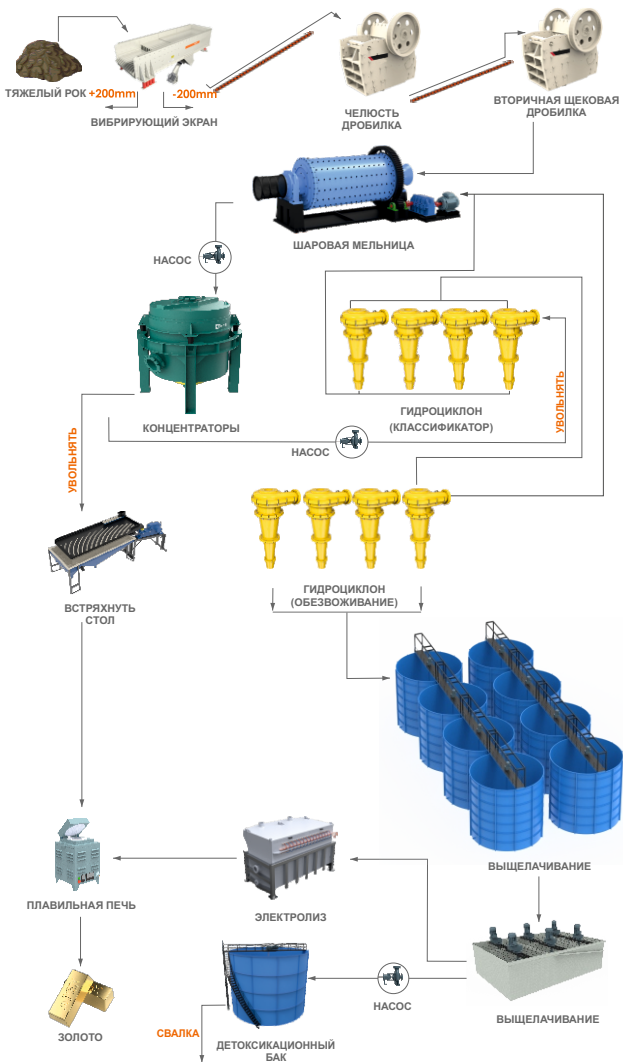 ТЯЖЕЛЫЙ РОК
+200mm
-200mm
ВИБРИРУЮЩИЙ ЭКРАН
ЧЕЛЮСТЬ
ДРОБИЛКА
ВТОРИЧНАЯ ЩЕКОВАЯ
ДРОБИЛКА
ШАРОВАЯ МЕЛЬНИЦА
НАСОС
КОНЦЕНТРАТОРЫ
ГИДРОЦИКЛОН
(КЛАССИФИКАТОР)
УВОЛЬНЯТЬ
НАСОС
УВОЛЬНЯТЬ
ВСТРЯХНУТЬ
СТОЛ
ГИДРОЦИКЛОН
(ОБЕЗВОЖИВАНИЕ)
ВЫЩЕЛАЧИВАНИЕ
ПЛАВИЛЬНАЯ ПЕЧЬ
ЭЛЕКТРОЛИЗ
ЗОЛОТО
СВАЛКА
ДЕТОКСИКАЦИОННЫЙ
БАК
НАСОС
ВЫЩЕЛАЧИВАНИЕ